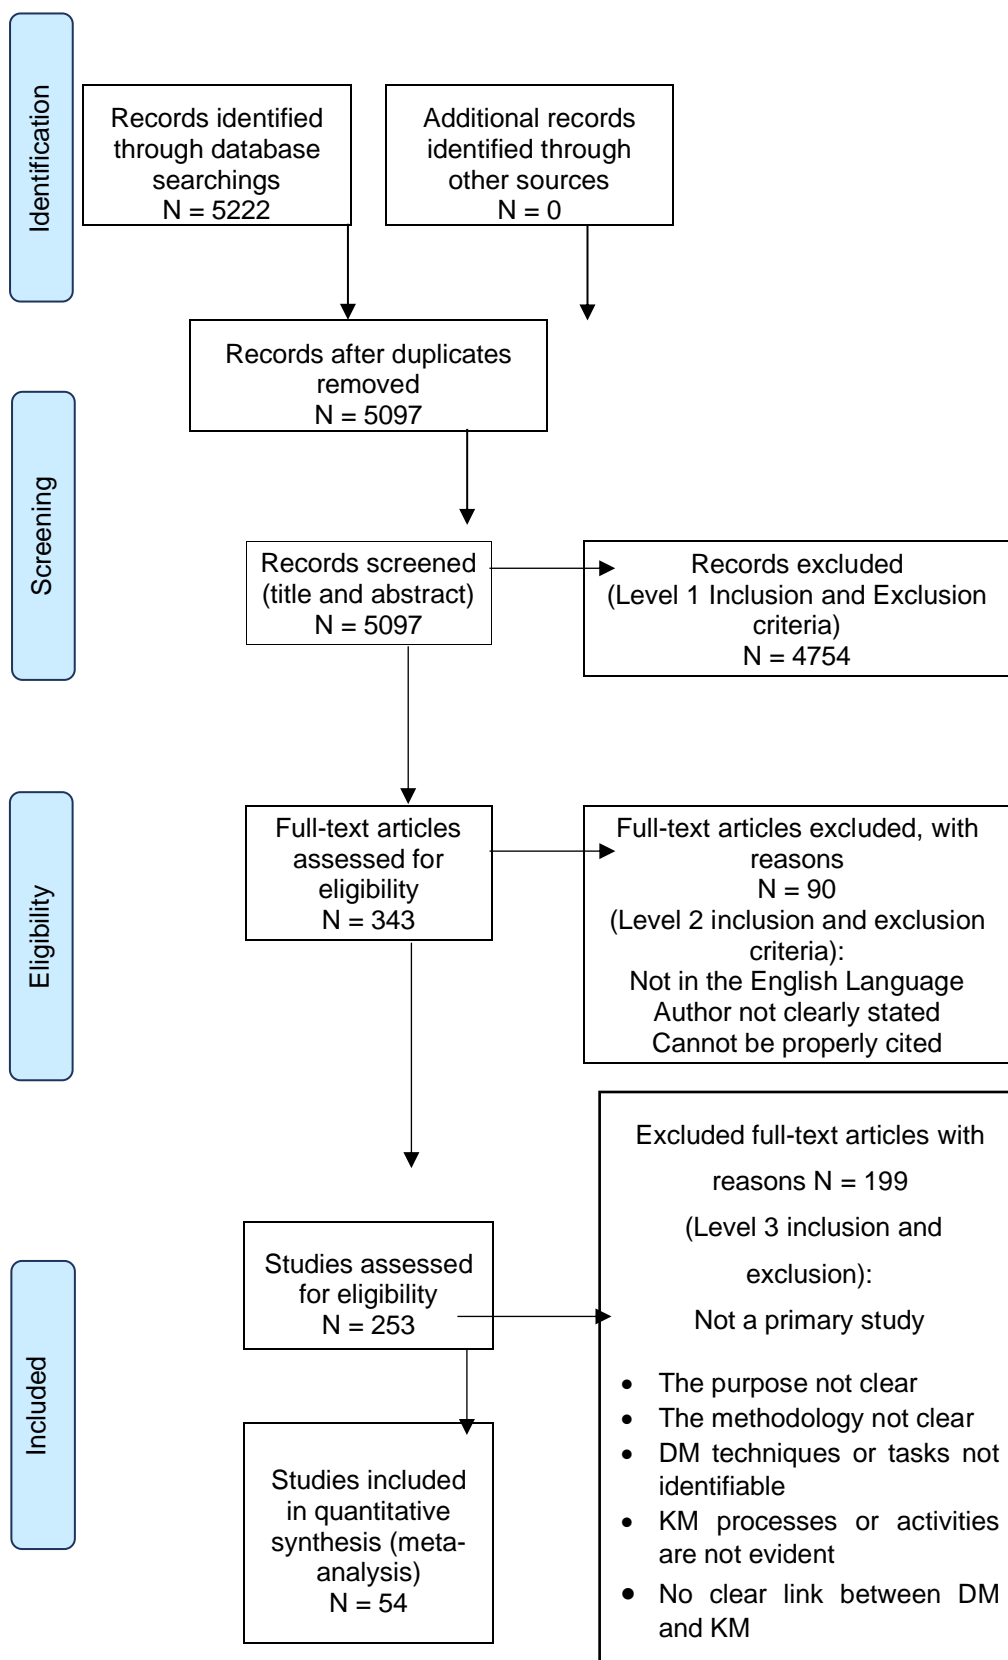 Identification
Records identified
through database
searchings
N = 5222
Additional records
identified through
other sources
N = 0
Records after duplicates
removed
N = 5097
Screening
Records screened
(title and abstract)
N = 5097
Records excluded
(Level 1 Inclusion and Exclusion
criteria)
N = 4754
Eligibility
Full-text articles
assessed for
eligibility
N = 343
Full-text articles excluded, with
reasons
N = 90
(Level 2 inclusion and exclusion
criteria):
Not in the English Language
Author not clearly stated
Cannot be properly cited
Included
Studies assessed
for eligibility
N = 253
Excluded full-text articles with
reasons N = 199
(Level 3 inclusion and
exclusion):
Not a primary study
• The purpose not clear
• The methodology not clear
• DM techniques or tasks not
identifiable
• KM processes or activities
are not evident
• No clear link between DM
and KM
Studies included
in quantitative
synthesis (meta-
analysis)
N = 54